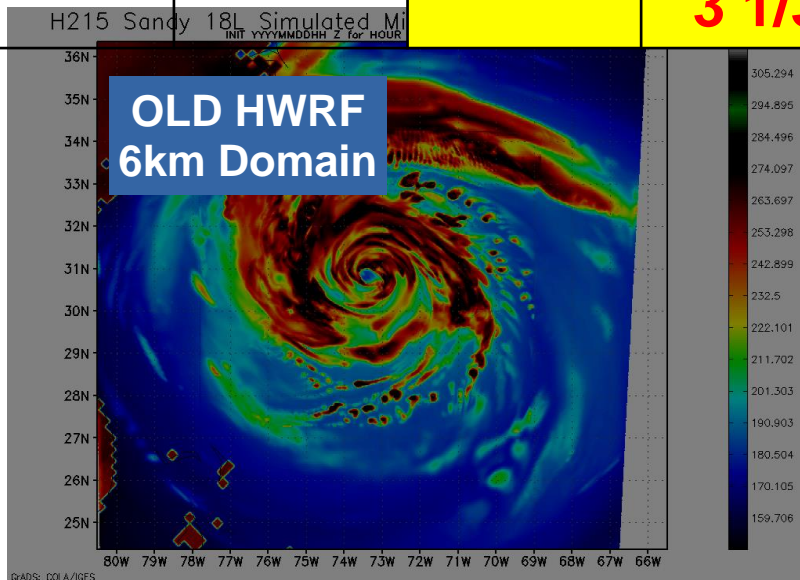 3 1/3
H215 Sandy 18L Simulated Mi
INIT YYYYMMDDHH Z for HOUR
OLD HWRF
6km Domain
36N
35N
34N
33N
32N
31N
30N
29N
28N
27N
26N
25N
80W 79W 78W 77W 76W 75W 74W 73W 72W 71W 70W 69W 68W 67W 66W
305.294
294.895
284.496
274.097
263.697
253.298
242.899
232.5
222.101
211.702
201.303
190.903
180.504
170.105
159.706
GrADS: COLA/IGES